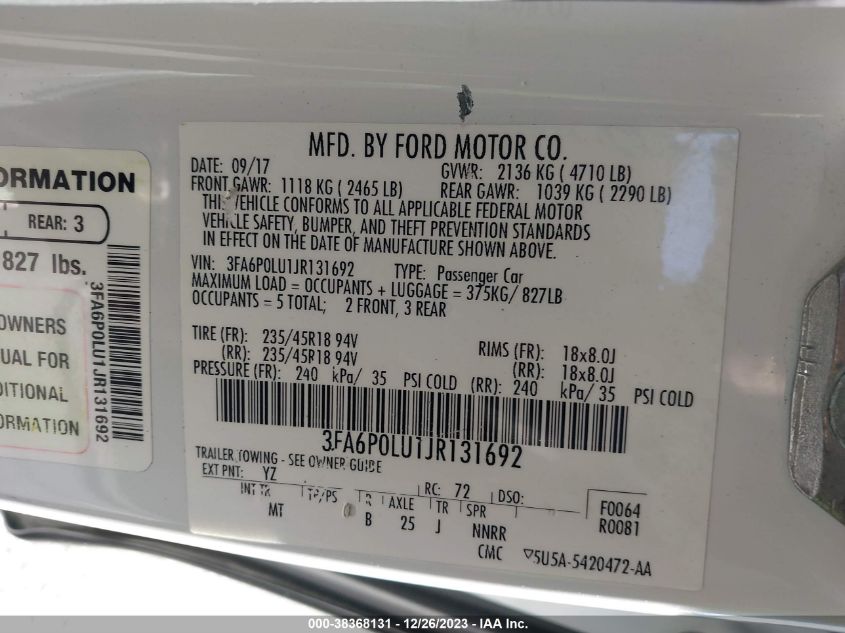 ORMATION
REAR: 3
827 lbs.
OWNERS
UAL FOR
DITIONAL
ORMATION
3FA6P0LU1JR131692
MFD. BY FORD MOTOR CO.
DATE: 09/17 GVWR: 2136 KG ( 4710 LB)
FRONT GAWR: 1118 KG ( 2465 LB) REAR GAWR: 1039 KG ( 2290 LB)
THIS VEHICLE CONFORMS TO ALL APPLICABLE FEDERAL MOTOR
VEHICLE SAFETY, BUMPER, AND THEFT PREVENTION STANDARDS
IN EFFECT ON THE DATE OF MANUFACTURE SHOWN ABOVE.
VIN: 3FA6P0LU1JR131692 TYPE: Passenger Car
MAXIMUM LOAD = OCCUPANTS + LUGGAGE = 375KG/ 827LB
OCCUPANTS = 5 TOTAL; 2 FRONT, 3 REAR
TIRE (FR): 235/45R18 94V RIMS (FR): 18x8.0J
(RR): 235/45R18 94V (RR): 18x8.0J
PRESSURE (FR): 240 kPa/ 35 PSI COLD (RR): 240 kPa/ 35 PSI COLD
3FA6P0LU1JR131692
TRAILER TOWING - SEE OWNER GUIDE
EXT PNT: YZ RC: 72 DSO:
INT TR TP/PS R AXLE TR SPR F0064
MT B 25 J NNRR R0081
CMC ▽5U5A-5420472-AA
000-38368131 - 12/26/2023 - IAA Inc.